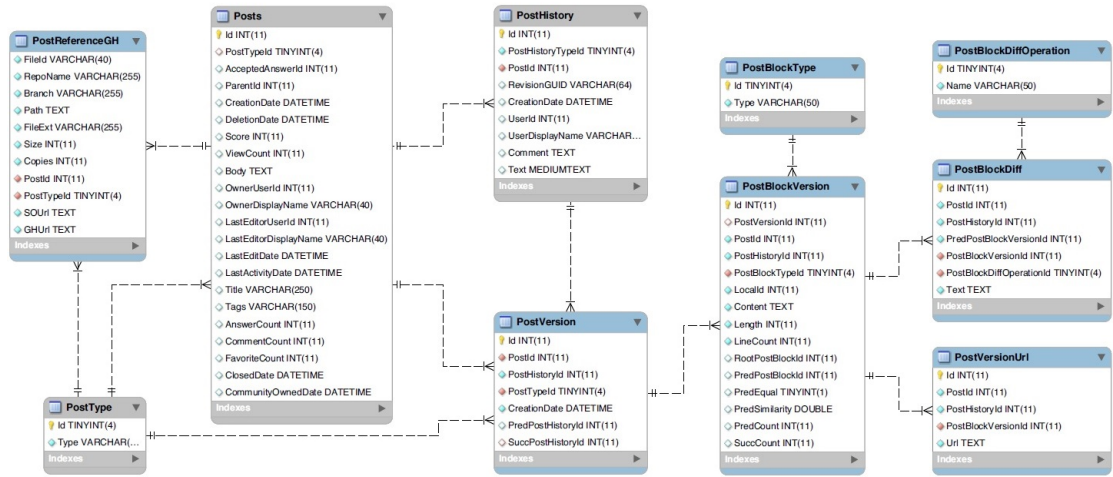 PostReferenceGH
FileId VARCHAR(40)
RepoName VARCHAR(255)
Branch VARCHAR(255)
Path TEXT
FileExt VARCHAR(255)
Size INT(11)
Copies INT(11)
PostId INT(11)
PostTypeId TINYINT(4)
SOUrl TEXT
GHUrl TEXT
Indexes
Posts
Id INT(11)
PostTypeId TINYINT(4)
AcceptedAnswerId INT(11)
ParentId INT(11)
CreationDate DATETIME
DeletionDate DATETIME
Score INT(11)
ViewCount INT(11)
Body TEXT
OwnerUserId INT(11)
OwnerDisplayName VARCHAR(40)
LastEditorUserId INT(11)
LastEditorDisplayName VARCHAR(40)
LastEditDate DATETIME
LastActivityDate DATETIME
Title VARCHAR(250)
Tags VARCHAR(150)
AnswerCount INT(11)
CommentCount INT(11)
FavoriteCount INT(11)
ClosedDate DATETIME
CommunityOwnedDate DATETIME
Indexes
PostType
Id TINYINT(4)
Type VARCHAR(...
Indexes
PostHistory
Id INT(11)
PostHistoryTypeId TINYINT(4)
PostId INT(11)
RevisionGUID VARCHAR(64)
CreationDate DATETIME
UserId INT(11)
UserDisplayName VARCHAR...
Comment TEXT
Text MEDIUMTEXT
Indexes
PostVersion
Id INT(11)
PostId INT(11)
PostHistoryId INT(11)
PostTypeId TINYINT(4)
CreationDate DATETIME
PredPostHistoryId INT(11)
SuccPostHistoryId INT(11)
Indexes
PostBlockType
Id TINYINT(4)
Type VARCHAR(50)
Indexes
PostBlockVersion
Id INT(11)
PostVersionId INT(11)
PostId INT(11)
PostHistoryId INT(11)
PostBlockTypeId TINYINT(4)
LocalId INT(11)
Content TEXT
Length INT(11)
LineCount INT(11)
RootPostBlockId INT(11)
PredPostBlockId INT(11)
PredEqual TINYINT(1)
PredSimilarity DOUBLE
PredCount INT(11)
SuccCount INT(11)
Indexes
PostBlockDiffOperation
Id TINYINT(4)
Name VARCHAR(50)
Indexes
PostBlockDiff
Id INT(11)
PostId INT(11)
PostHistoryId INT(11)
PredPostBlockVersionId INT(11)
PostBlockVersionId INT(11)
PostBlockDiffOperationId TINYINT(4)
Text TEXT
Indexes
PostVersionUrl
Id INT(11)
PostId INT(11)
PostHistoryId INT(11)
PostBlockVersionId INT(11)
Url TEXT
Indexes